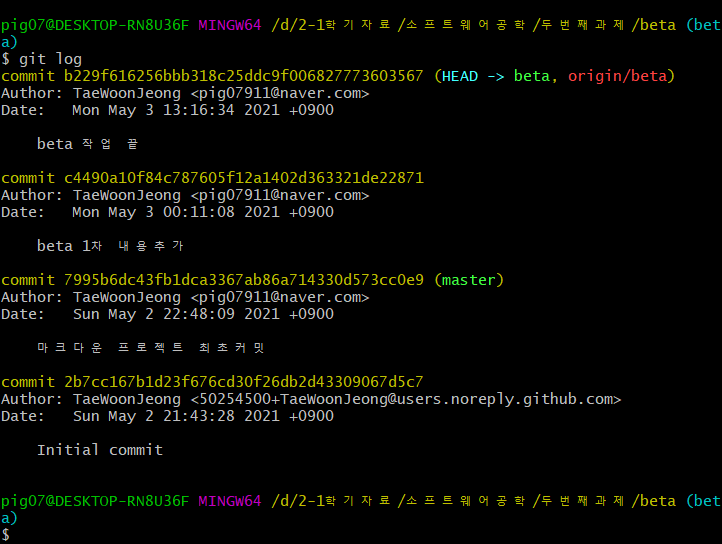 pig07@DESKTOP-RN8U36F MINGW64 /d/2-1학기자료/소프트웨어공학/두번째과제/beta (bet
a)
$ git log
commit b229f616256bbb318c25ddc9f006827773603567 (HEAD -> beta, origin/beta)
Author: TaeWoonJeong <pig07911@naver.com>
Date:   Mon May 3 13:16:34 2021 +0900
beta 작업 끝
commit c4490a10f84c787605f12a1402d363321de22871
Author: TaeWoonJeong <pig07911@naver.com>
Date:   Mon May 3 00:11:08 2021 +0900
beta 1차 내용추가
commit 7995b6dc43fb1dca3367ab86a714330d573cc0e9 (master)
Author: TaeWoonJeong <pig07911@naver.com>
Date:   Sun May 2 22:48:09 2021 +0900
마크다운 프로젝트 최초커밋
commit 2b7cc167b1d23f676cd30f26db2d43309067d5c7
Author: TaeWoonJeong <50254500+TaeWoonJeong@users.noreply.github.com>
Date:   Sun May 2 21:43:28 2021 +0900
Initial commit
pig07@DESKTOP-RN8U36F MINGW64 /d/2-1학기자료/소프트웨어공학/두번째과제/beta (bet
a)
$